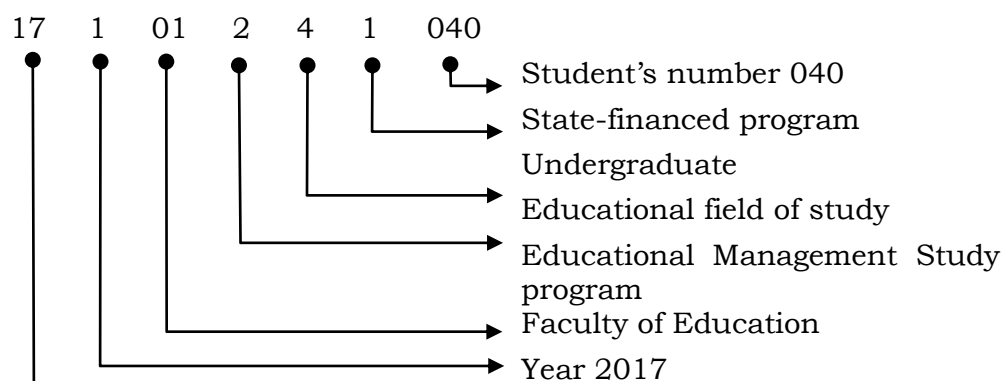 17 1 01 2 4 1 040
Student’s number 040
State-financed program
Undergraduate
Educational field of study
Educational Management Study
program
Faculty of Education
Year 2017